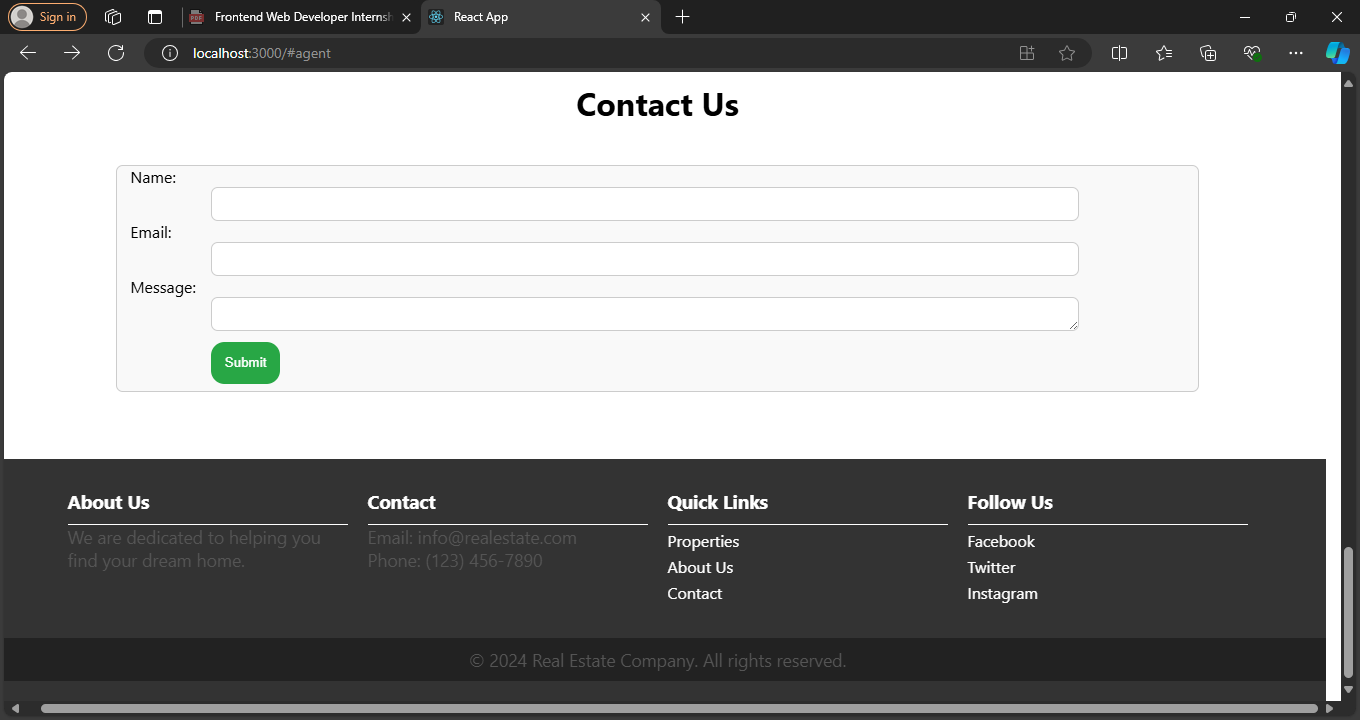 Sign in
Frontend Web Developer Internsh
React App
localhost:3000/#agent
Contact Us
Name:
Email:
Message:
Submit
About Us
We are dedicated to helping you
find your dream home.
Contact
Email: info@realestate.com
Phone: (123) 456-7890
Quick Links
Properties
About Us
Contact
Follow Us
Facebook
Twitter
Instagram
© 2024 Real Estate Company. All rights reserved.